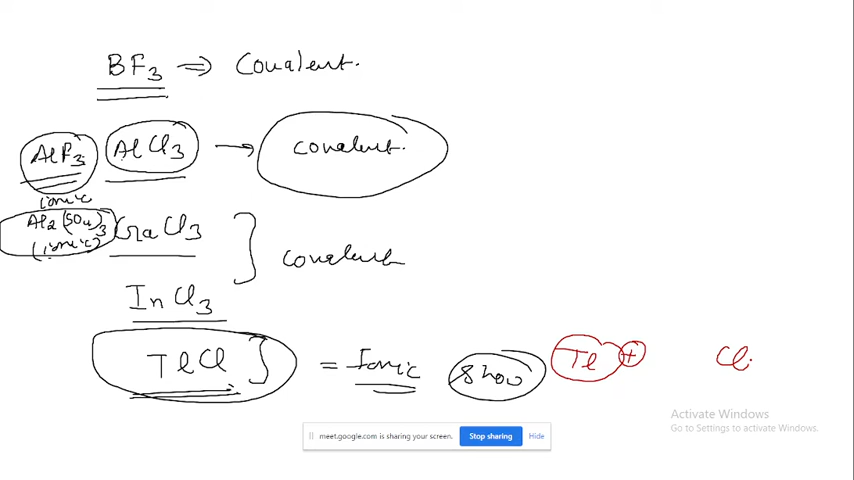 BF3 ⇒ Covalent.
AlF3 AlCl3 → covalent.
ionic
Al2(SO4)3 GaCl3
(ionic) } covalent
InCl3
TlCl } = Ionic Show Tl + Cl
Activate Windows
Go to Settings to activate Windows.
meet.google.com is sharing your screen. Stop sharing Hide